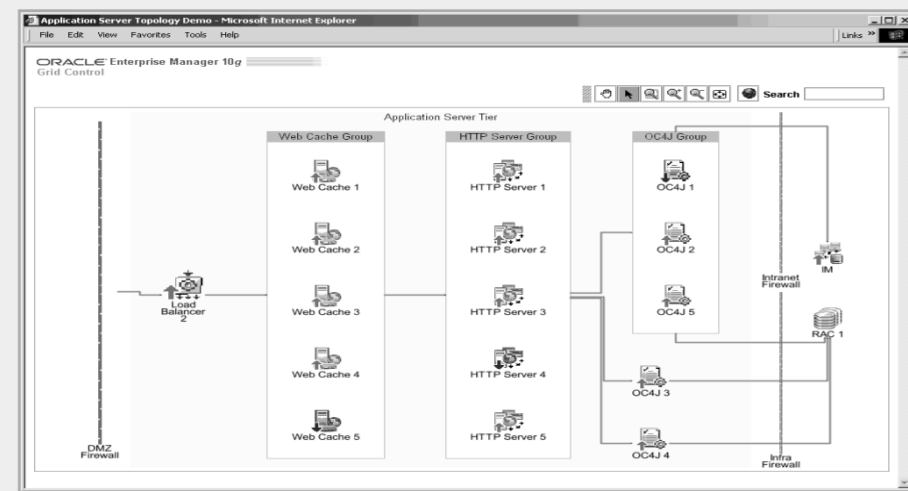 Application Server Topology Demo - Microsoft Internet Explorer
File Edit View Favorites Tools Help
Links »
ORACLE Enterprise Manager 10g
Grid Control
Search
Application Server Tier
Web Cache Group
HTTP Server Group
OC4J Group
Web Cache 1
HTTP Server 1
OC4J 1
Web Cache 2
HTTP Server 2
OC4J 2
IM
Intranet
Firewall
Load
Balancer
2
Web Cache 3
HTTP Server 3
OC4J 5
RAC 1
Web Cache 4
HTTP Server 4
OC4J 3
Web Cache 5
HTTP Server 5
DMZ
Firewall
OC4J 4
Infra
Firewall